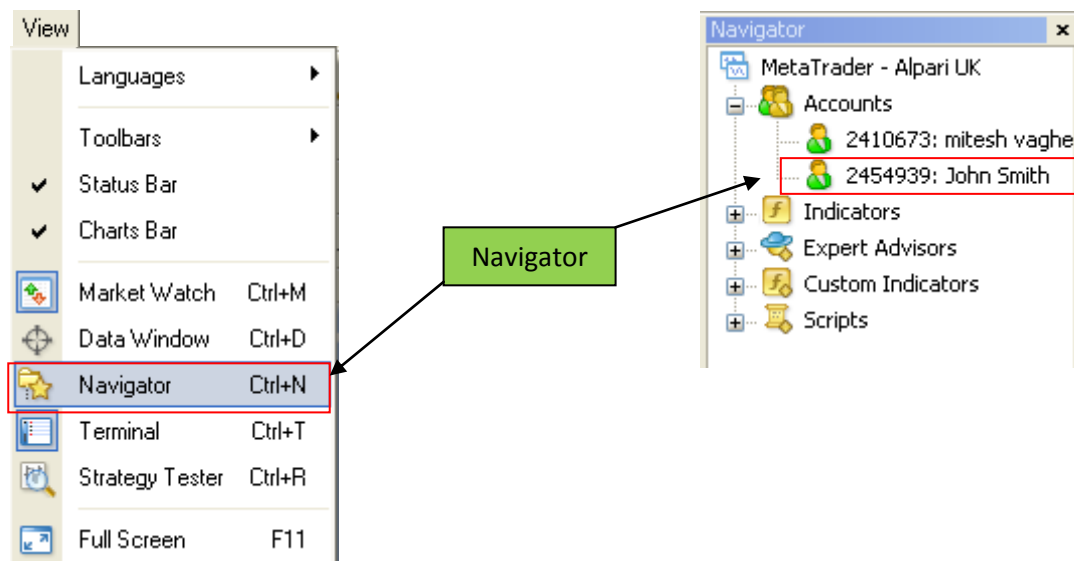 View
Languages
Toolbars
Status Bar
Charts Bar
Market Watch Ctrl+M
Data Window Ctrl+D
Navigator Ctrl+N
Terminal Ctrl+T
Strategy Tester Ctrl+R
Full Screen F11
Navigator
Navigator
MetaTrader - Alpari UK
Accounts
2410673: mitesh vaghe
2454939: John Smith
Indicators
Expert Advisors
Custom Indicators
Scripts